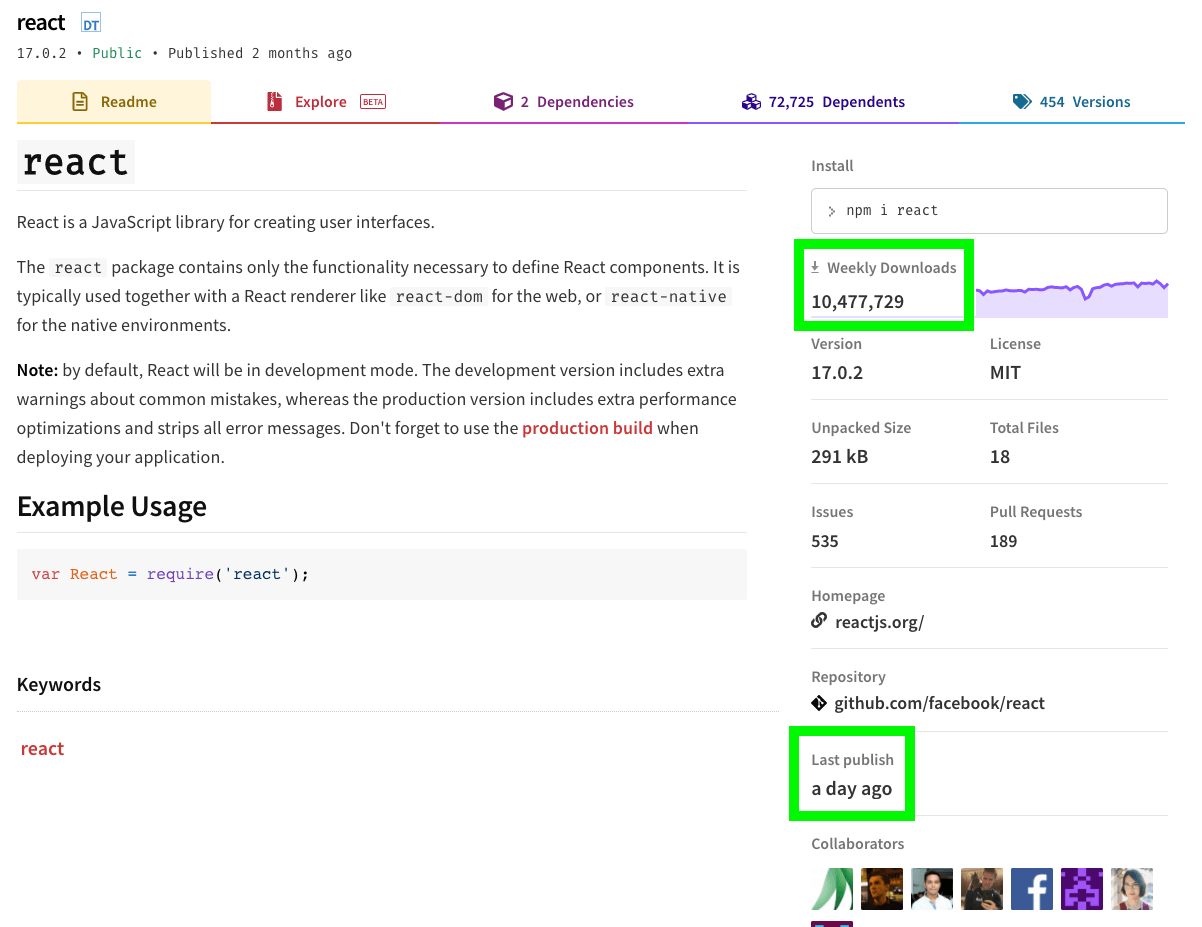 react DT
17.0.2 • Public • Published 2 months ago
Readme
Explore BETA
2 Dependencies
72,725 Dependents
454 Versions
react
React is a JavaScript library for creating user interfaces.
The react package contains only the functionality necessary to define React components. It is
typically used together with a React renderer like react-dom for the web, or react-native
for the native environments.
Note: by default, React will be in development mode. The development version includes extra
warnings about common mistakes, whereas the production version includes extra performance
optimizations and strips all error messages. Don't forget to use the production build when
deploying your application.
Example Usage
var React = require('react');
Keywords
react
Install
> npm i react
Weekly Downloads
10,477,729
Version
17.0.2
License
MIT
Unpacked Size
291 kB
Total Files
18
Issues
535
Pull Requests
189
Homepage
reactjs.org/
Repository
github.com/facebook/react
Last publish
a day ago
Collaborators